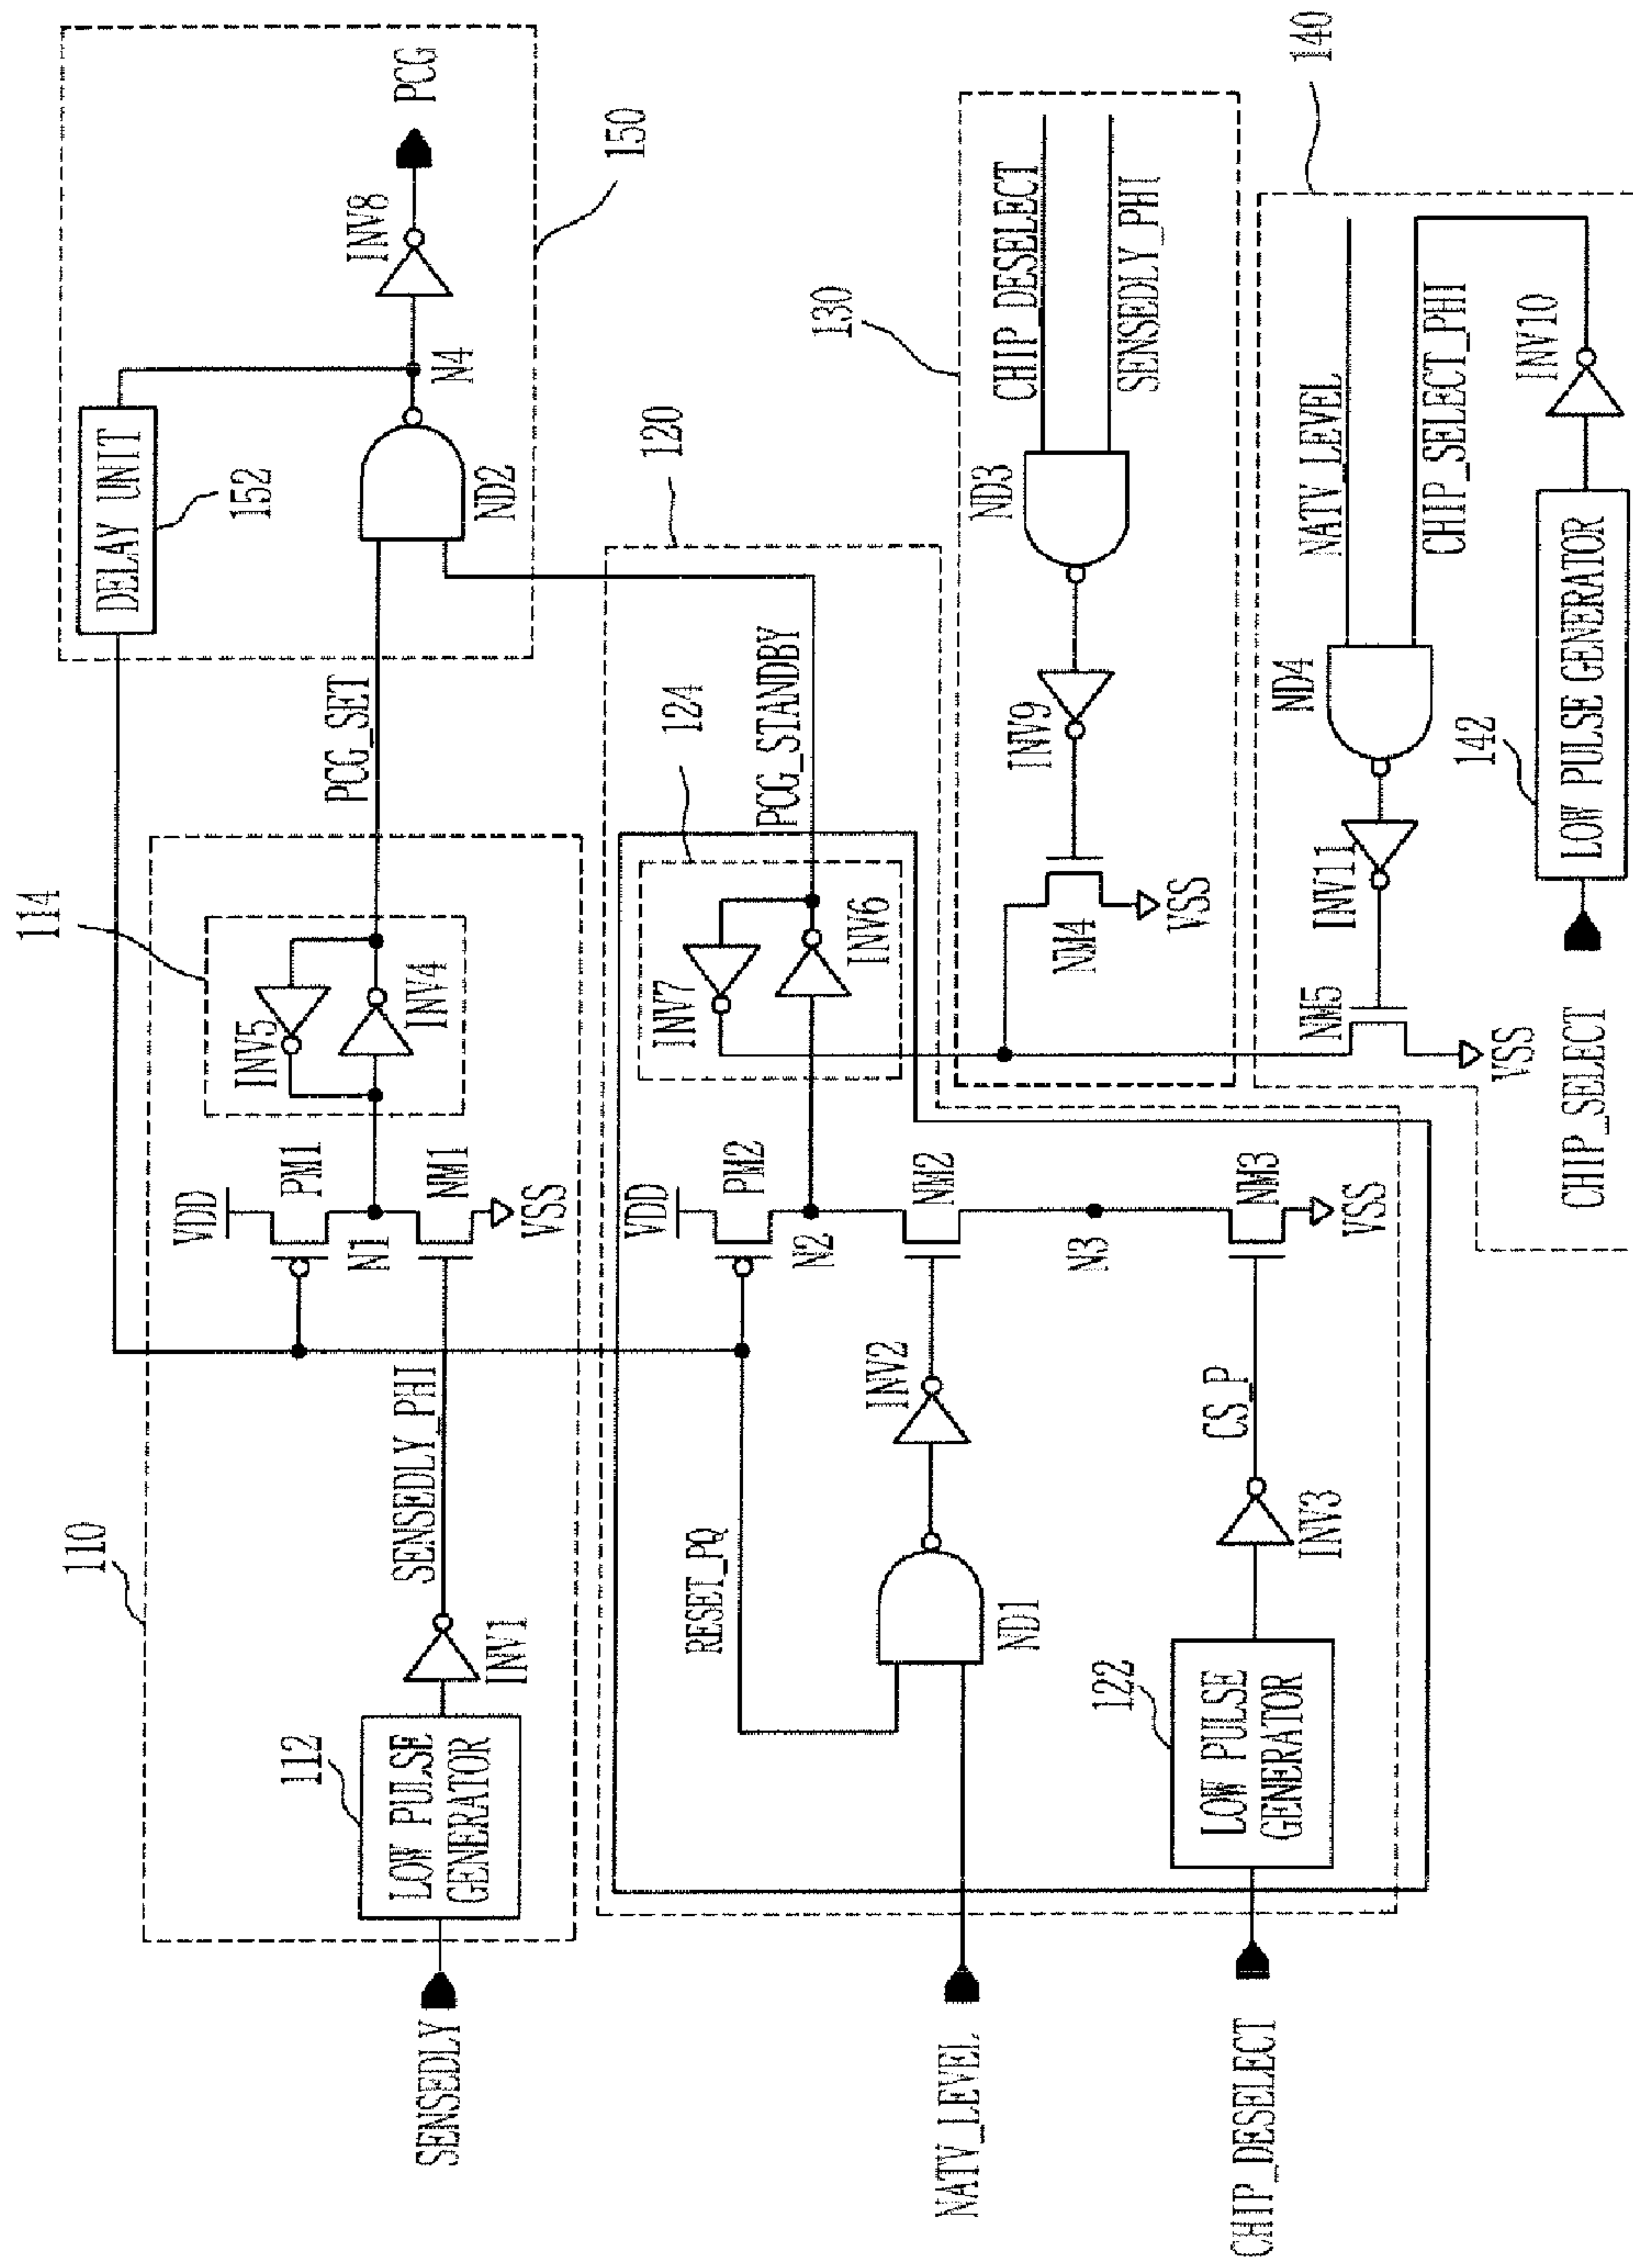 SENSEDLY
110
112
LOW PULSE
GENERATOR
INV1
SENSEDLY_PHI
VDD
PM1
N1
NM1
VSS
114
INV5
INV4
PCG_SET
DELAY UNIT
152
ND2
N4
INV8
PCG
150
NATV_LEVEL
CHIP_DESELECT
RESET_PQ
ND1
INV2
122
LOW PULSE
GENERATOR
INV3
CS_P
VDD
PM2
N2
NM2
N3
NM3
VSS
124
INV7
INV6
PCG_STANDBY
120
130
CHIP_DESELECT
SENSEDLY_PHI
ND3
INV9
NM4
VSS
140
NATV_LEVEL
CHIP_SELECT_PHI
ND4
INV11
NM5
VSS
142
LOW PULSE GENERATOR
INV10
CHIP_SELECT